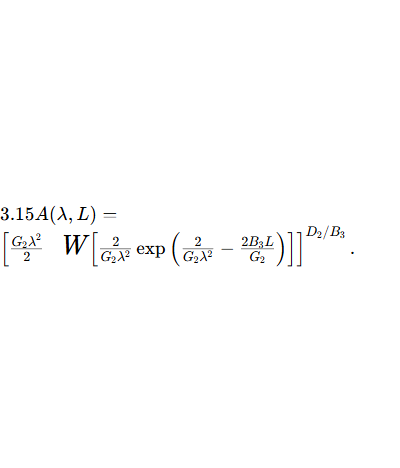 3.15A(λ, L) =
[G₂λ²/2 W[2/G₂λ² exp(2/G₂λ² − 2B₃L/G₂)]]^{D₂/B₃}.